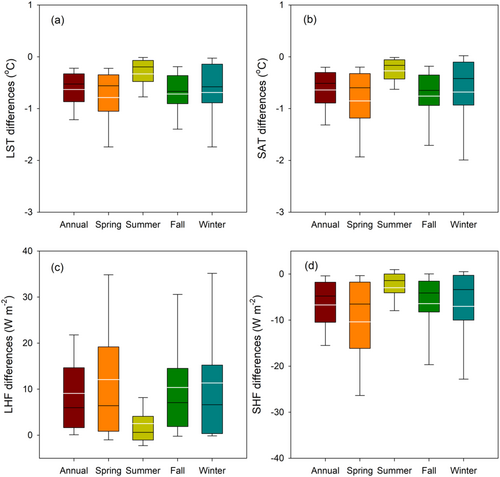 (a)
LST differences (°C)
0
-1
-2
-3
Annual Spring Summer Fall Winter
(b)
SAT differences (°C)
0
-1
-2
-3
Annual Spring Summer Fall Winter
(c)
LHF differences (W m-2)
40
30
20
10
0
Annual Spring Summer Fall Winter
(d)
SHF differences (W m-2)
0
-10
-20
-30
-40
Annual Spring Summer Fall Winter